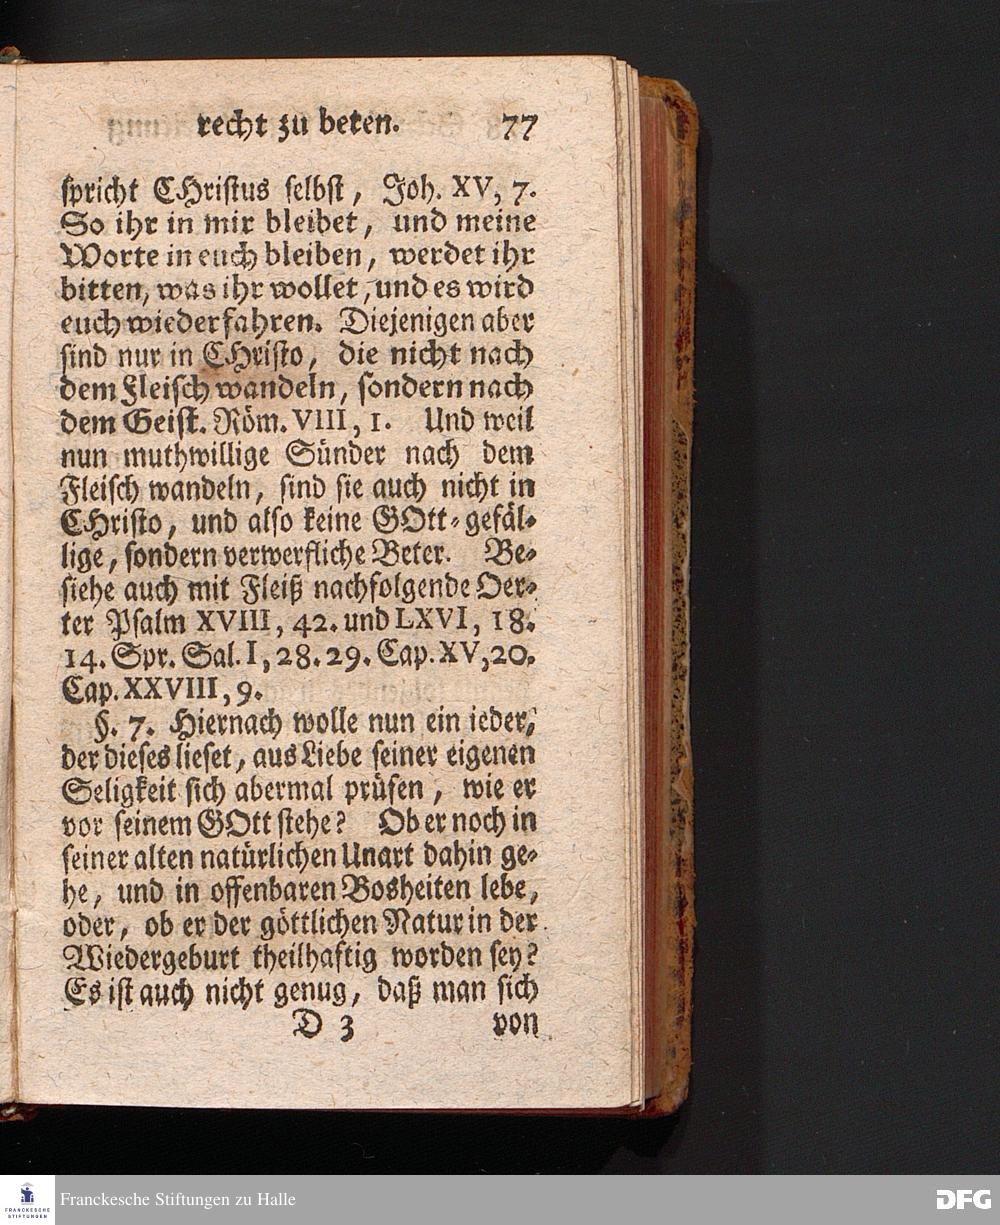 recht zu beten. 77
spricht CHristus selbst, Joh. XV, 7.
So ihr in mir bleibet, und meine
Worte in euch bleiben, werdet ihr
bitten, was ihr wollet, und es wird
euch wiederfahren. Diejenigen aber
sind nur in CHristo, die nicht nach
dem Fleisch wandeln, sondern nach
dem Geist. Röm. VIII, 1. Und weil
nun muthwillige Sünder nach dem
Fleisch wandeln, sind sie auch nicht in
CHristo, und also keine GOtt-gefäl-
lige, sondern verwerfliche Beter. Be-
siehe auch mit Fleiß nachfolgende Oer-
ter Psalm XVIII, 42. und LXVI, 18.
14. Spr. Sal. I, 28. 29. Cap. XV, 20.
Cap. XXVIII, 9.
§. 7. Hiernach wolle nun ein ieder,
der dieses lieset, aus Liebe seiner eigenen
Seligkeit sich abermal prüfen, wie er
vor seinem GOtt stehe? Ob er noch in
seiner alten natürlichen Unart dahin ge-
he, und in offenbaren Bosheiten lebe,
oder, ob er der göttlichen Natur in der
Wiedergeburt theilhaftig worden sey?
Es ist auch nicht genug, daß man sich
D 3 von
FRANCKESCHE
STIFTUNGEN
Franckesche Stiftungen zu Halle
DFG